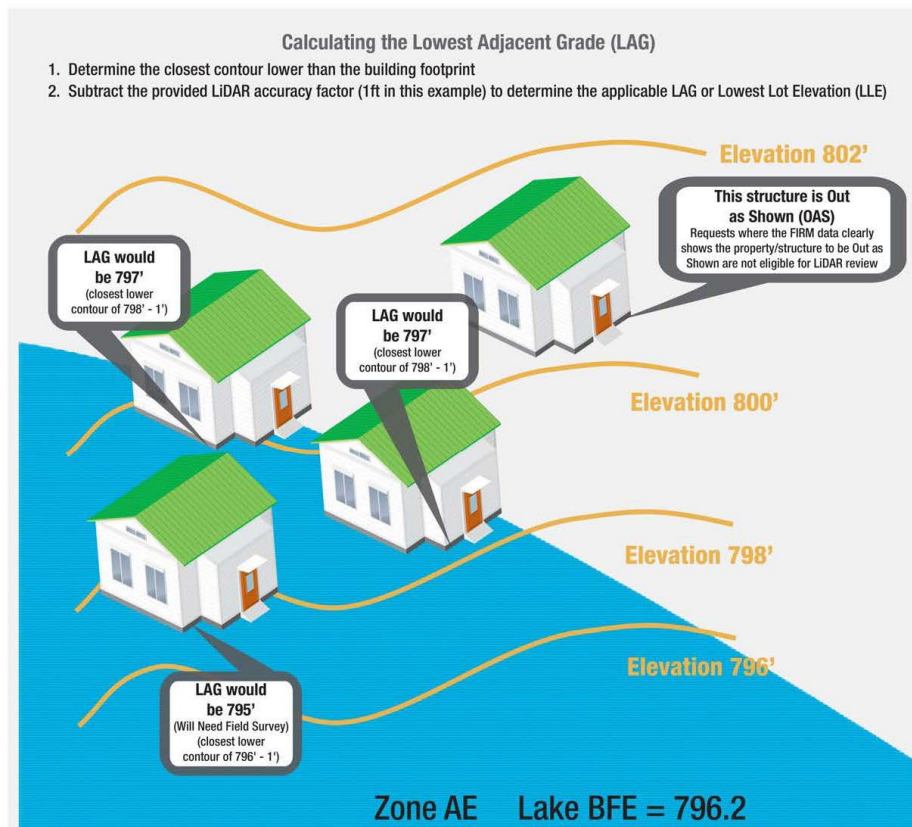 Calculating the Lowest Adjacent Grade (LAG)
1. Determine the closest contour lower than the building footprint
2. Subtract the provided LiDAR accuracy factor (1ft in this example) to determine the applicable LAG or Lowest Lot Elevation (LLE)
Elevation 802'
This structure is Out
as Shown (OAS)
Requests where the FIRM data clearly
shows the property/structure to be Out as
Shown are not eligible for LiDAR review
LAG would
be 797'
(closest lower
contour of 798' - 1')
LAG would
be 797'
(closest lower
contour of 798' - 1')
Elevation 800'
Elevation 798'
Elevation 796'
LAG would
be 795'
(Will Need Field Survey)
(closest lower
contour of 796' - 1')
Zone AE Lake BFE = 796.2